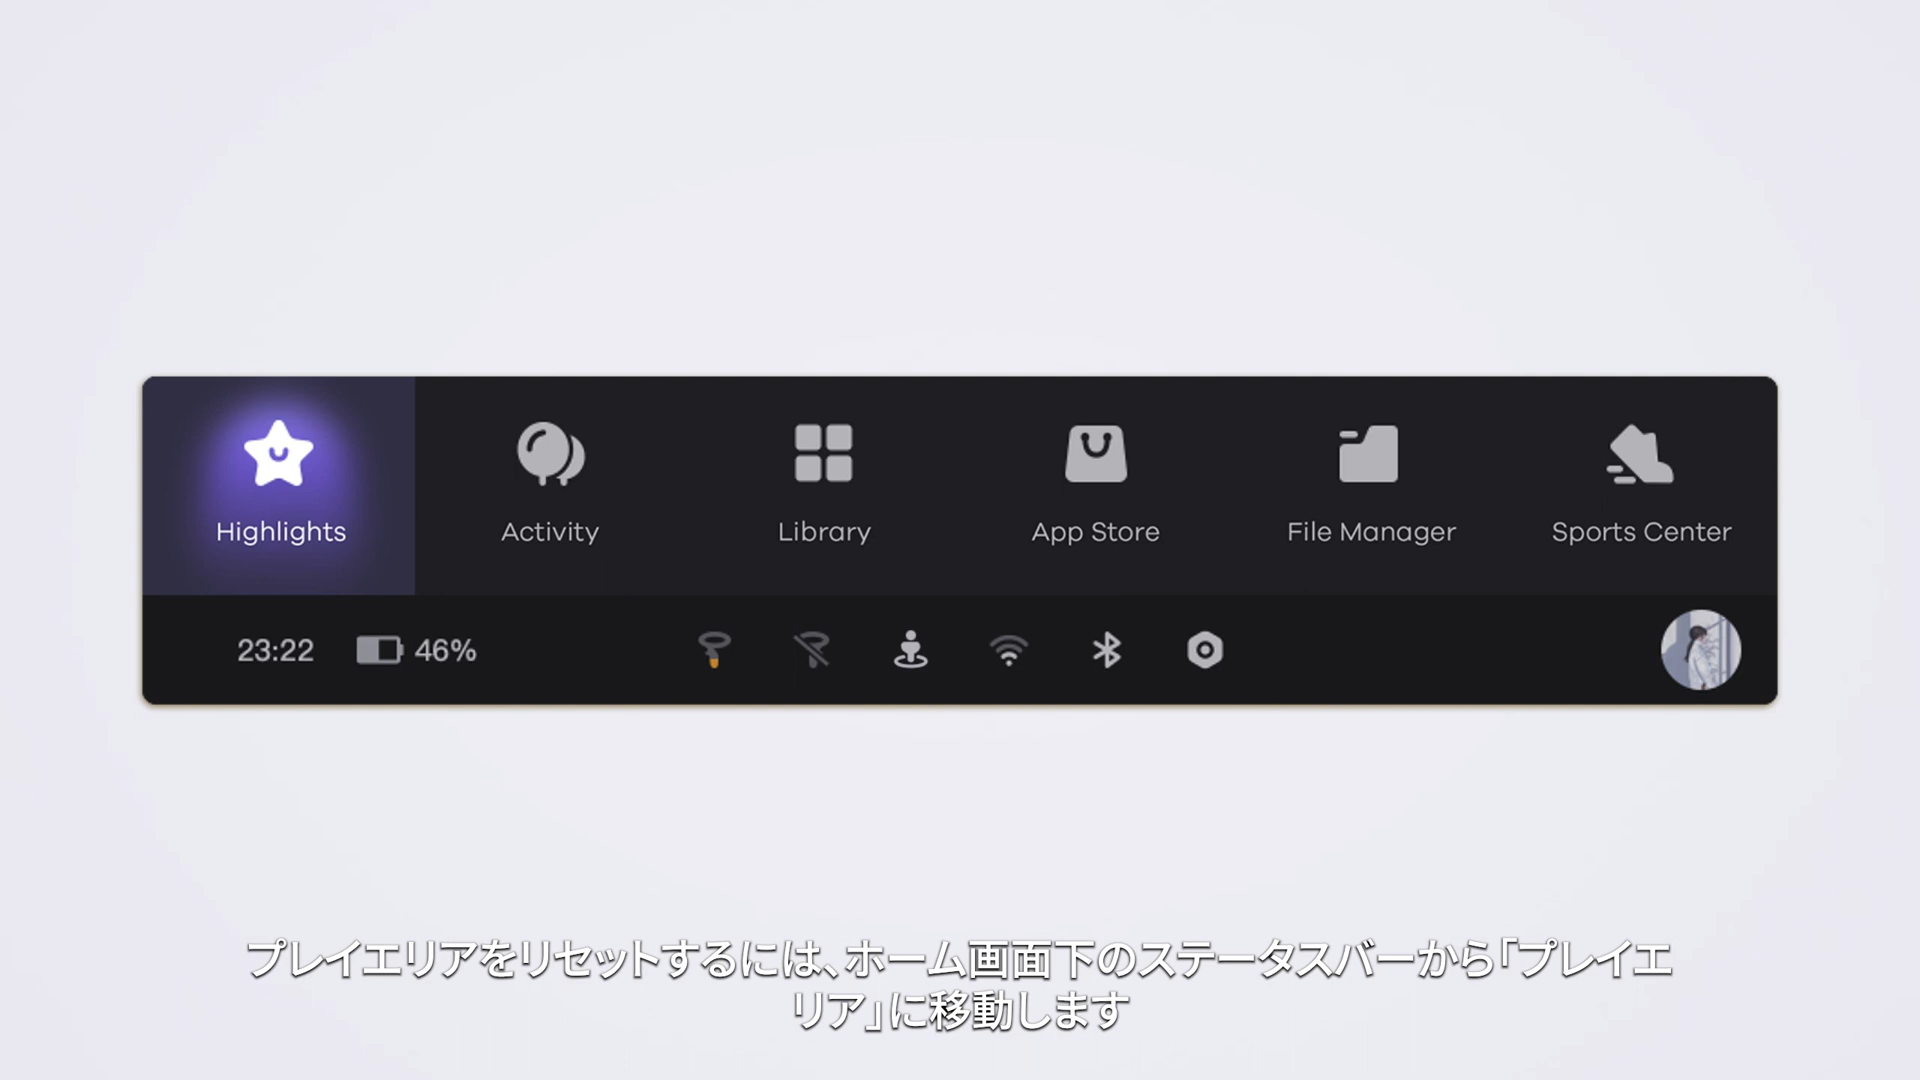 Highlights
Activity
Library
App Store
File Manager
Sports Center
23:22
46%
プレイエリアをリセットするには、ホーム画面下のステータスバーから「プレイエ
リア」に移動します